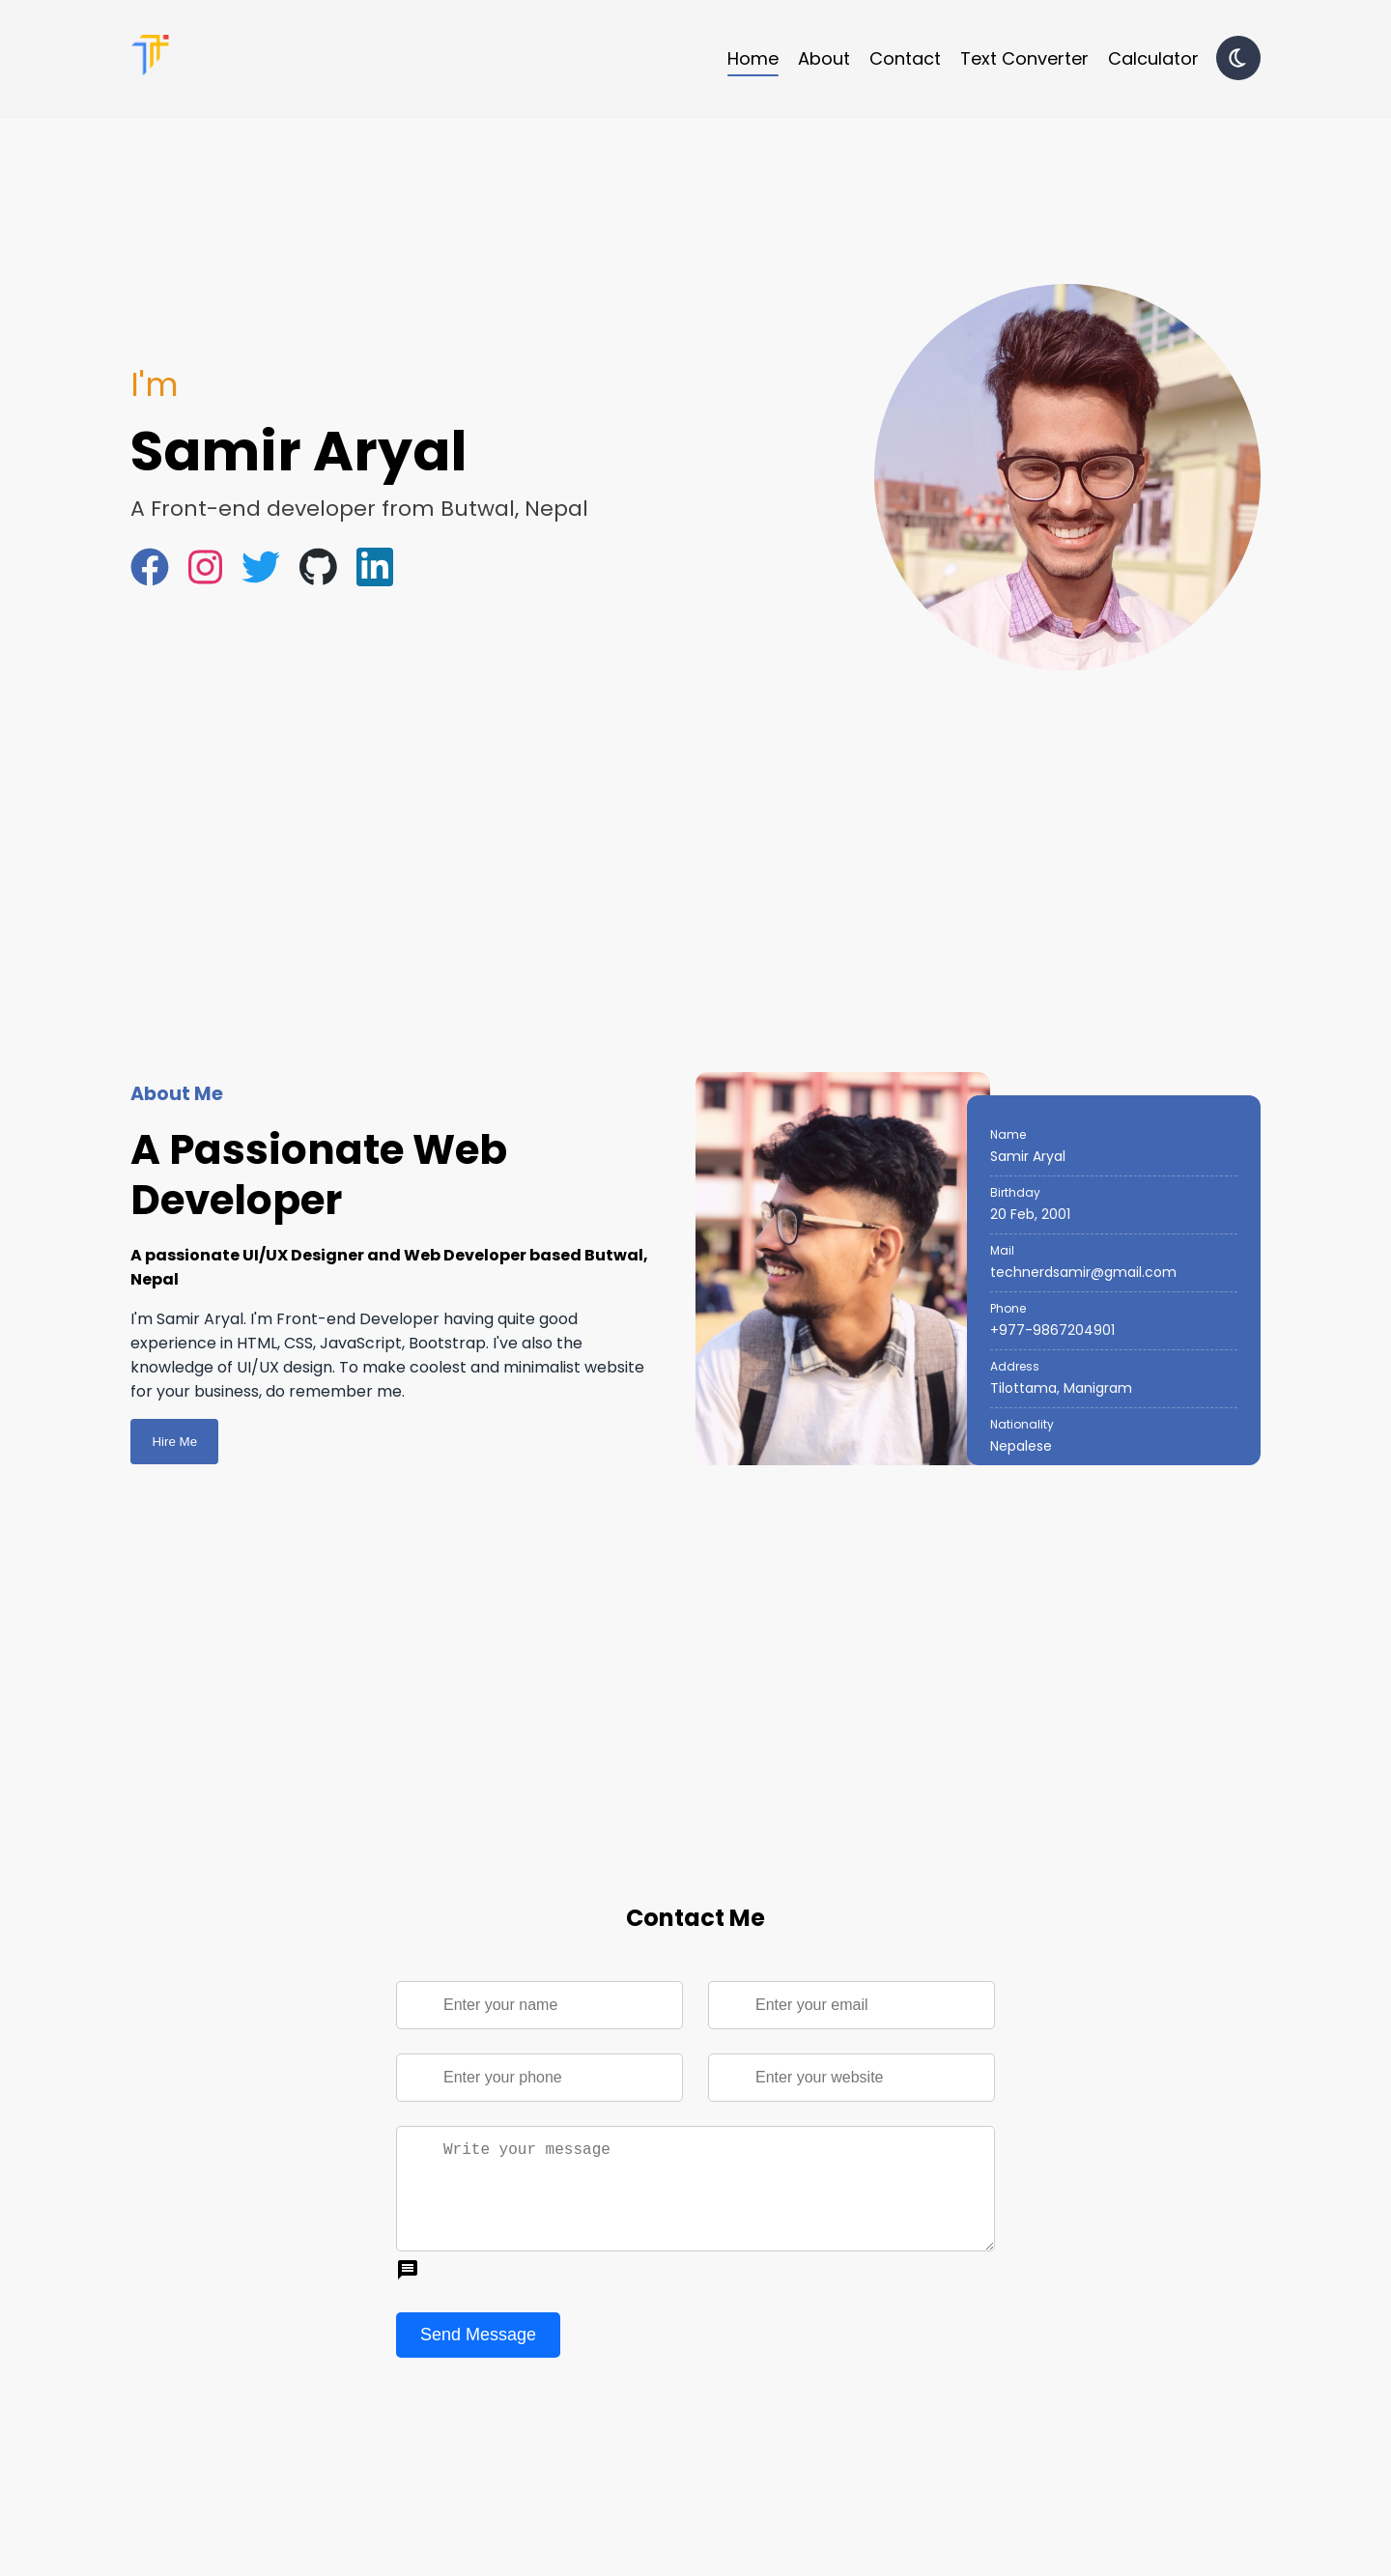 Home About Contact Text Converter Calculator
I'm
Samir Aryal
A Front-end developer from Butwal, Nepal
About Me
A Passionate Web
Developer
A passionate UI/UX Designer and Web Developer based Butwal,
Nepal
I'm Samir Aryal. I'm Front-end Developer having quite good
experience in HTML, CSS, JavaScript, Bootstrap. I've also the
knowledge of UI/UX design. To make coolest and minimalist website
for your business, do remember me.
Hire Me
Name
Samir Aryal
Birthday
20 Feb, 2001
Mail
technerdsamir@gmail.com
Phone
+977-9867204901
Address
Tilottama, Manigram
Nationality
Nepalese
Contact Me
Enter your name
Enter your email
Enter your phone
Enter your website
Write your message
Send Message